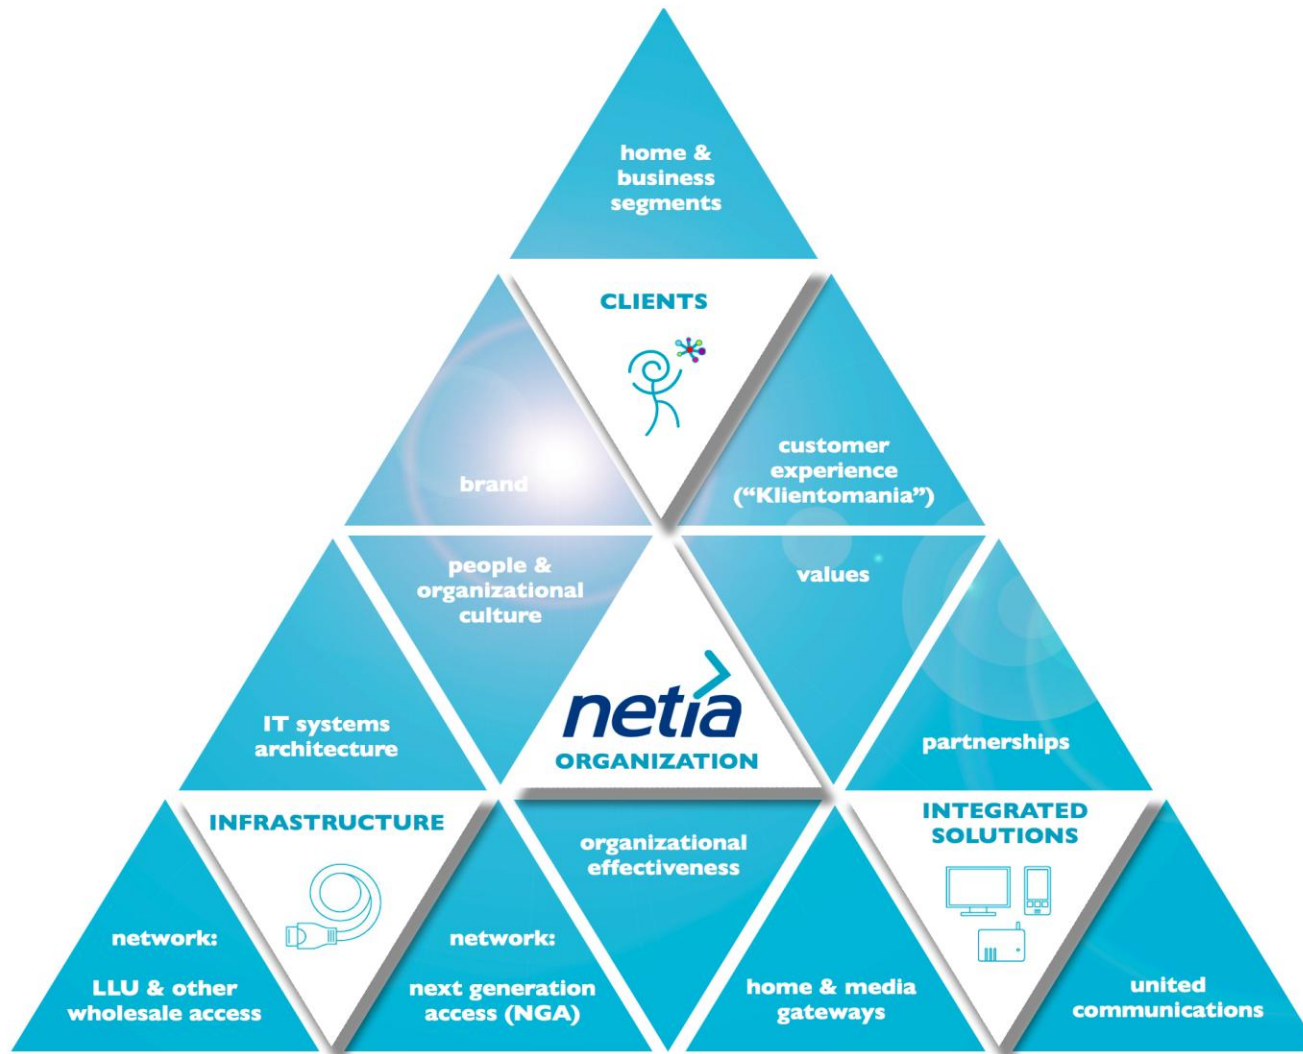 home &
business
segments
CLIENTS
brand
customer
experience
(“Klientomania”)
people &
organizational
culture
values
IT systems
architecture
netia
ORGANIZATION
partnerships
INFRASTRUCTURE
organizational
effectiveness
INTEGRATED
SOLUTIONS
network:
LLU & other
wholesale access
network:
next generation
access (NGA)
home & media
gateways
united
communications